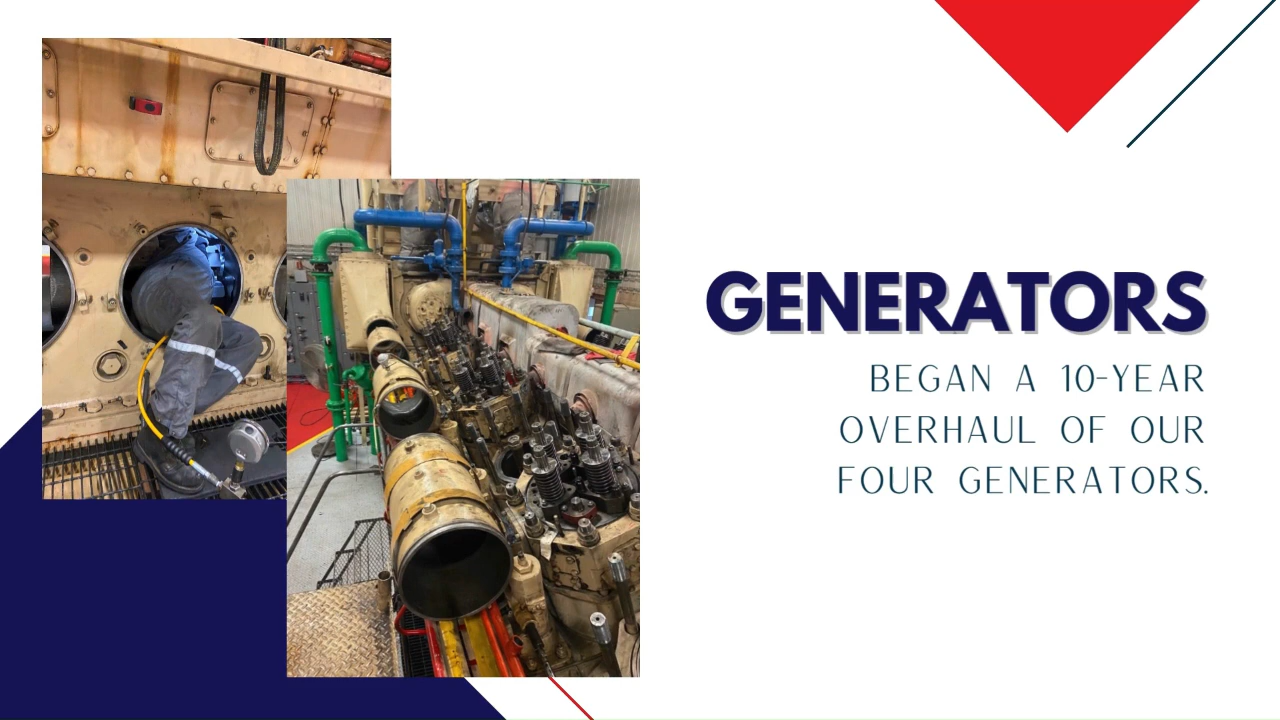 GENERATORS
BEGAN A 10-YEAR
OVERHAUL OF OUR
FOUR GENERATORS.